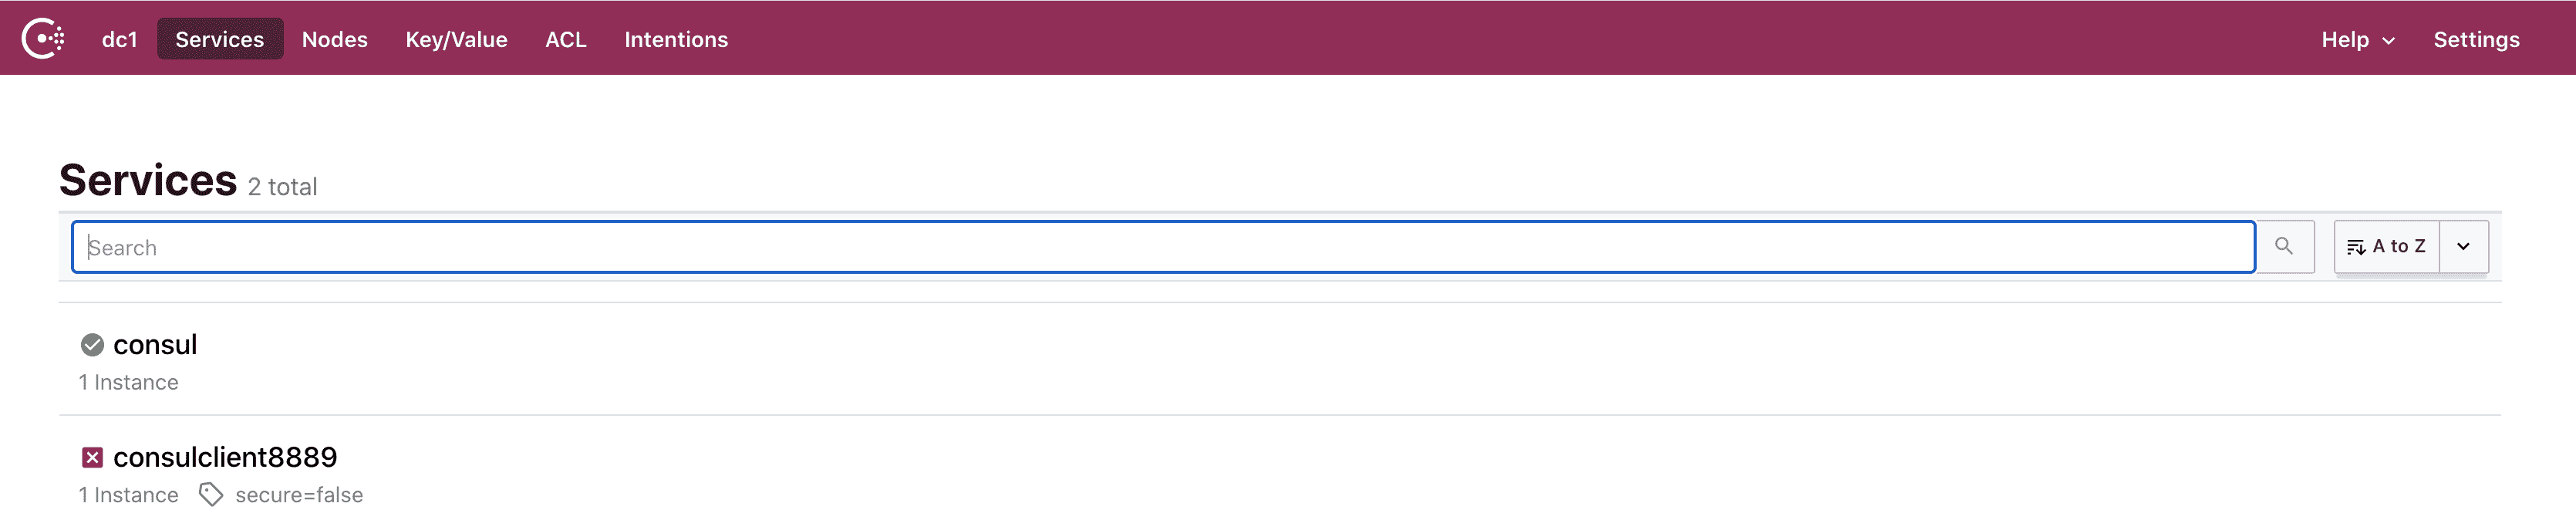 dc1 Services Nodes Key/Value ACL Intentions Help Settings
Services 2 total
Search A to Z
consul
1 Instance
consulclient8889
1 Instance secure=false